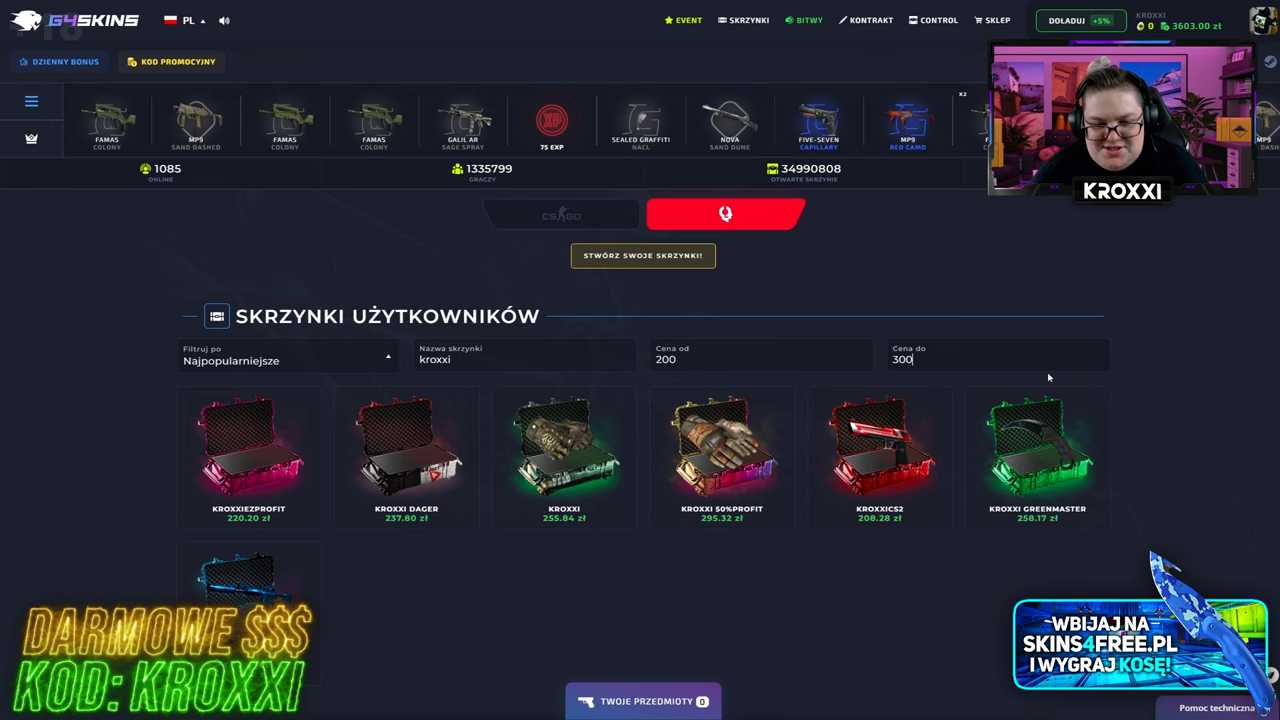 G4SKINS
PL
EVENT
SKRZYNKI
BITWY
KONTRAKT
CONTROL
SKLEP
DOŁADUJ +5%
KROXXI
0 3603.00 zł
DZIENNY BONUS
KOD PROMOCYJNY
FAMAS
COLONY
MP9
SAND DASHED
FAMAS
COLONY
FAMAS
COLONY
GALIL AR
SAGE SPRAY
XP
75 EXP
SEALED GRAFFITI
NACL
NOVA
SAND DUNE
FIVE-SEVEN
CAPILLARY
MP9
RED CAMO
X2
KROXXI
1085
ONLINE
1335799
GRACZY
34990808
OTWARTE SKRZYNIE
CS GO
STWÓRZ SWOJE SKRZYNKI!
SKRZYNKI UŻYTKOWNIKÓW
Filtruj po
Najpopularniejsze
Nazwa skrzynki
kroxxi
Cena od
200
Cena do
300
KROXXIEZPROFIT
220.20 zł
KROXXI DAGER
237.80 zł
KROXXI
255.84 zł
KROXXI 50%PROFIT
295.32 zł
KROXXICS2
208.28 zł
KROXXI GREENMASTER
258.17 zł
DARMOWE $$$
KOD: KROXXI
WBIJAJ NA
SKINS4FREE.PL
I WYGRAJ KOSĘ!
TWOJE PRZEDMIOTY 0
Pomoc techniczna